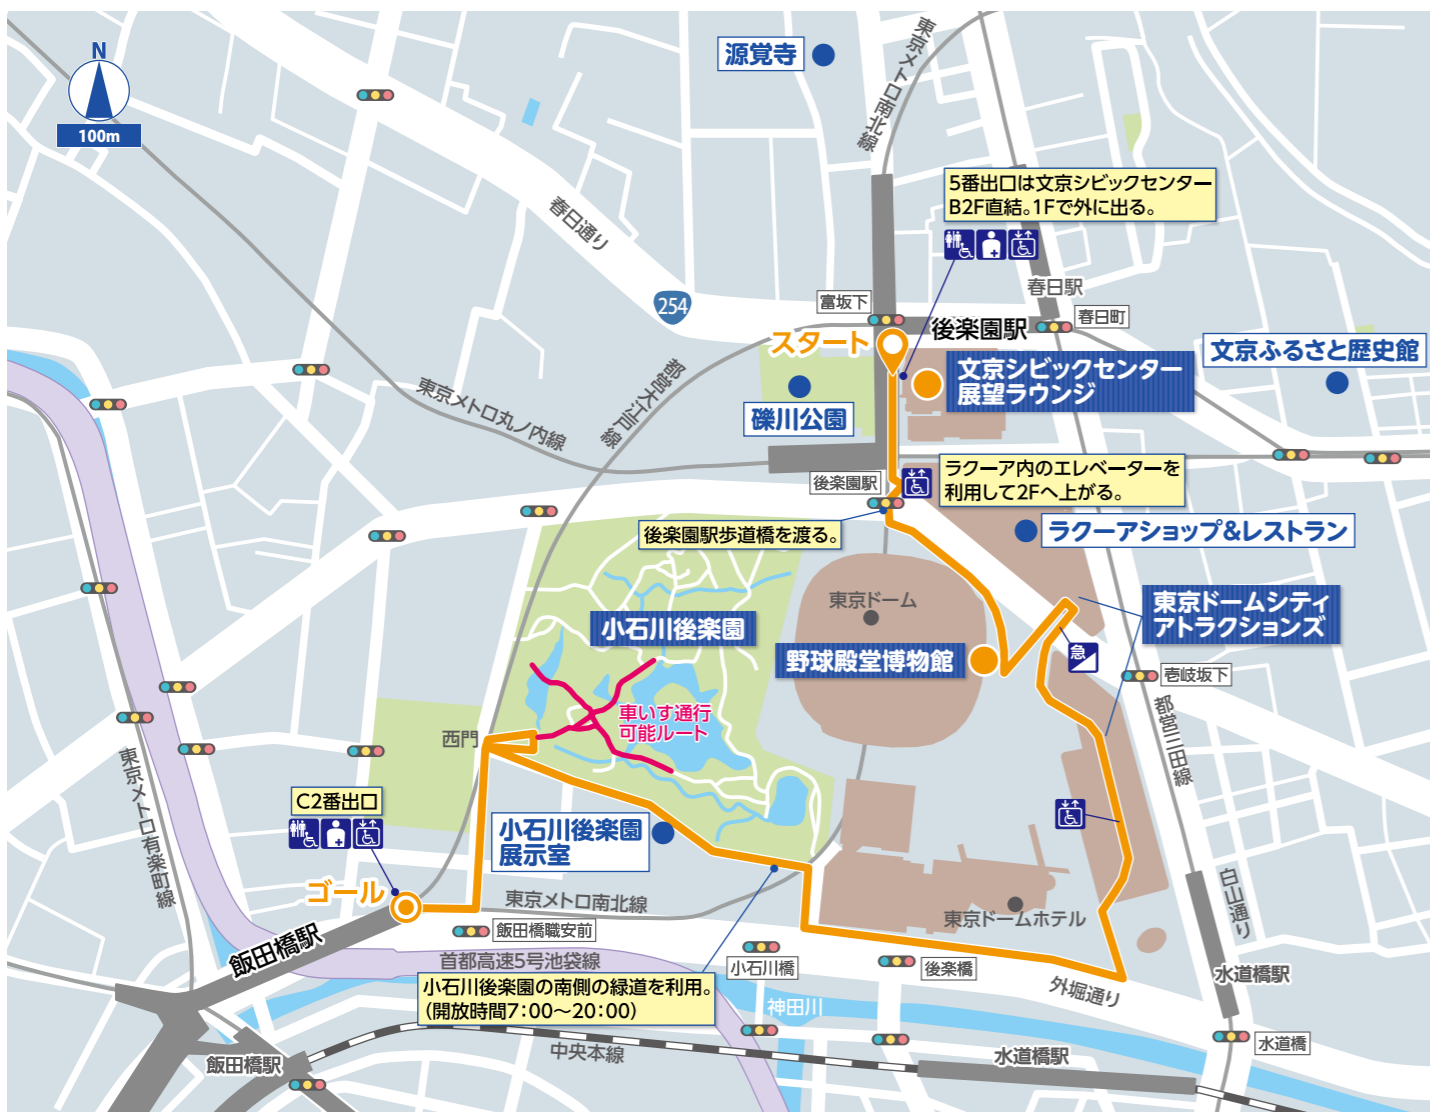 N
100m
源覚寺
東京メトロ南北線
5番出口は文京シビックセンター
B2F直結。1Fで外に出る。
春日通り
254
富坂下
春日駅
春日町
後楽園駅
スタート
文京シビックセンター
展望ラウンジ
文京ふるさと歴史館
礫川公園
都営大江戸線
東京メトロ丸ノ内線
後楽園駅
ラクーア内のエレベーターを
利用して2Fへ上がる。
後楽園駅歩道橋を渡る。
ラクーアショップ&レストラン
東京ドーム
東京ドームシティ
アトラクションズ
小石川後楽園
野球殿堂博物館
急
壱岐坂下
車いす通行
可能ルート
西門
都営三田線
東京メトロ有楽町線
C2番出口
小石川後楽園
展示室
ゴール
東京メトロ南北線
東京ドームホテル
白山通り
飯田橋駅
飯田橋職安前
首都高速5号池袋線
小石川橋
後楽橋
外堀通り
水道橋駅
小石川後楽園の南側の緑道を利用。
(開放時間7:00〜20:00)
神田川
飯田橋駅
中央本線
水道橋駅
水道橋